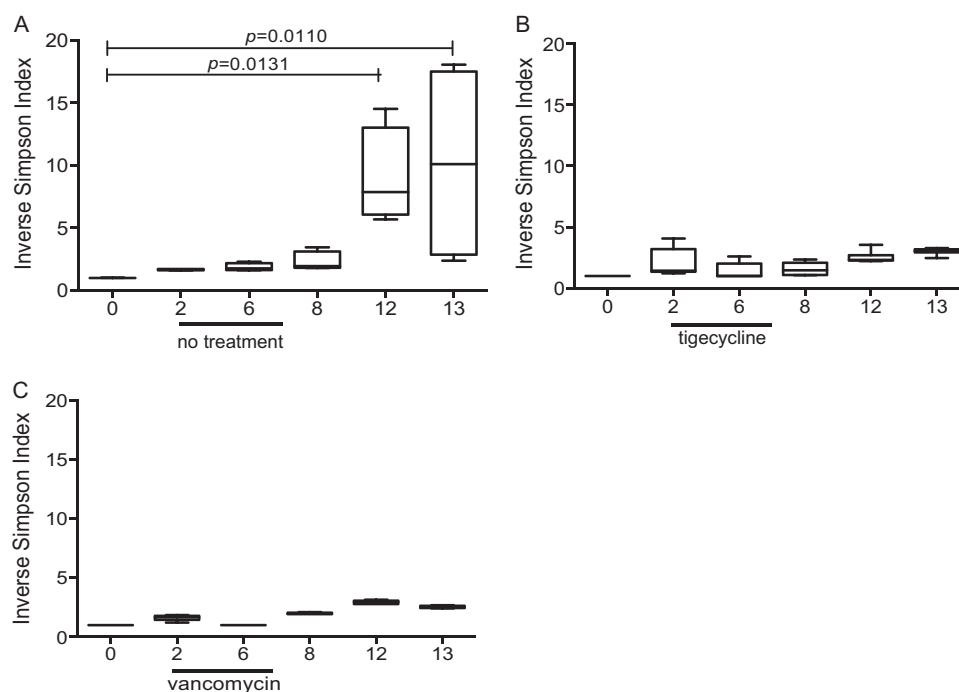 A
Inverse Simpson Index
20
15
10
5
0
p=0.0110
p=0.0131
0 2 6 8 12 13
no treatment
B
Inverse Simpson Index
20
15
10
5
0
0 2 6 8 12 13
tigecycline
C
Inverse Simpson Index
20
15
10
5
0
0 2 6 8 12 13
vancomycin